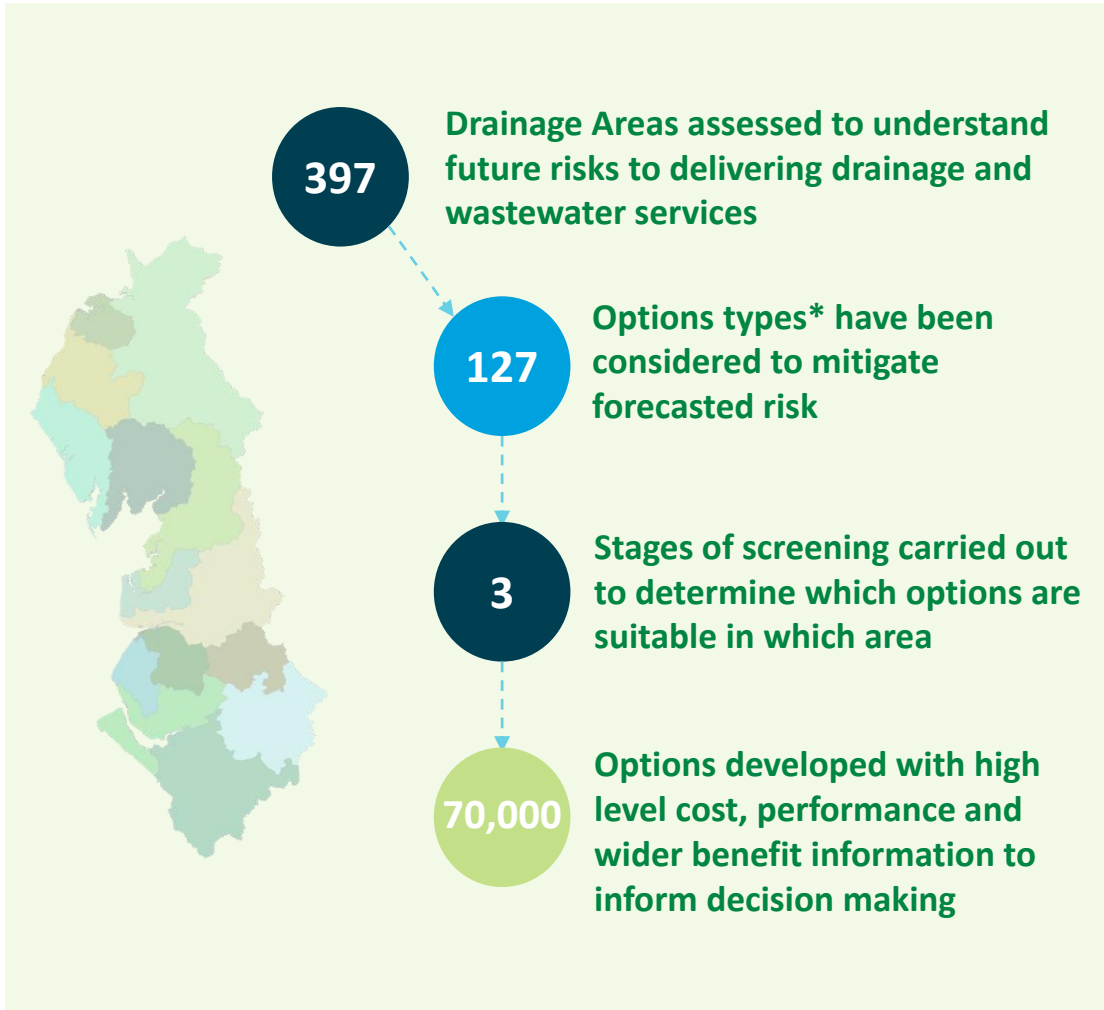 397
Drainage Areas assessed to understand
future risks to delivering drainage and
wastewater services
127
Options types* have been
considered to mitigate
forecasted risk
3
Stages of screening carried out
to determine which options are
suitable in which area
70,000
Options developed with high
level cost, performance and
wider benefit information to
inform decision making